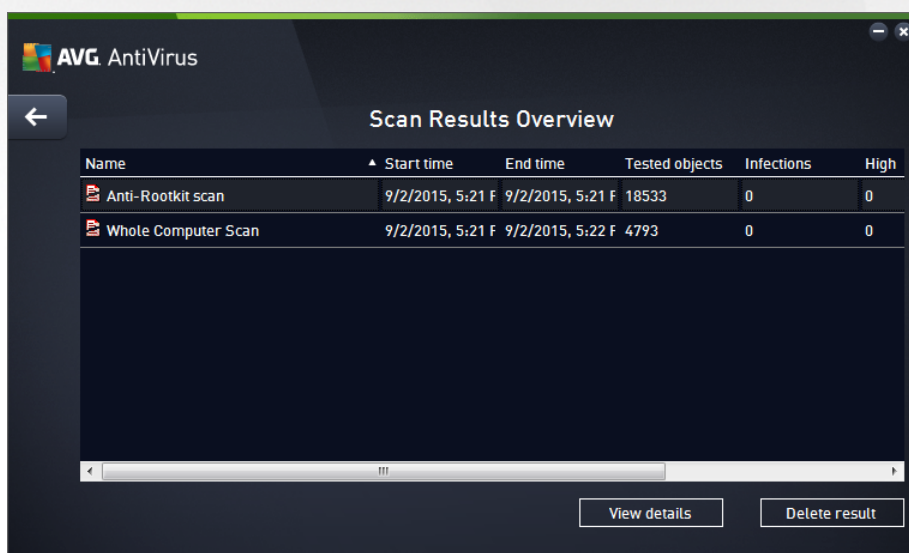 AVG. AntiVirus
Scan Results Overview
Name Start time End time Tested objects Infections High
Anti-Rootkit scan 9/2/2015, 5:21 P 9/2/2015, 5:21 P 18533 0 0
Whole Computer Scan 9/2/2015, 5:21 P 9/2/2015, 5:22 P 4793 0 0
View details Delete result